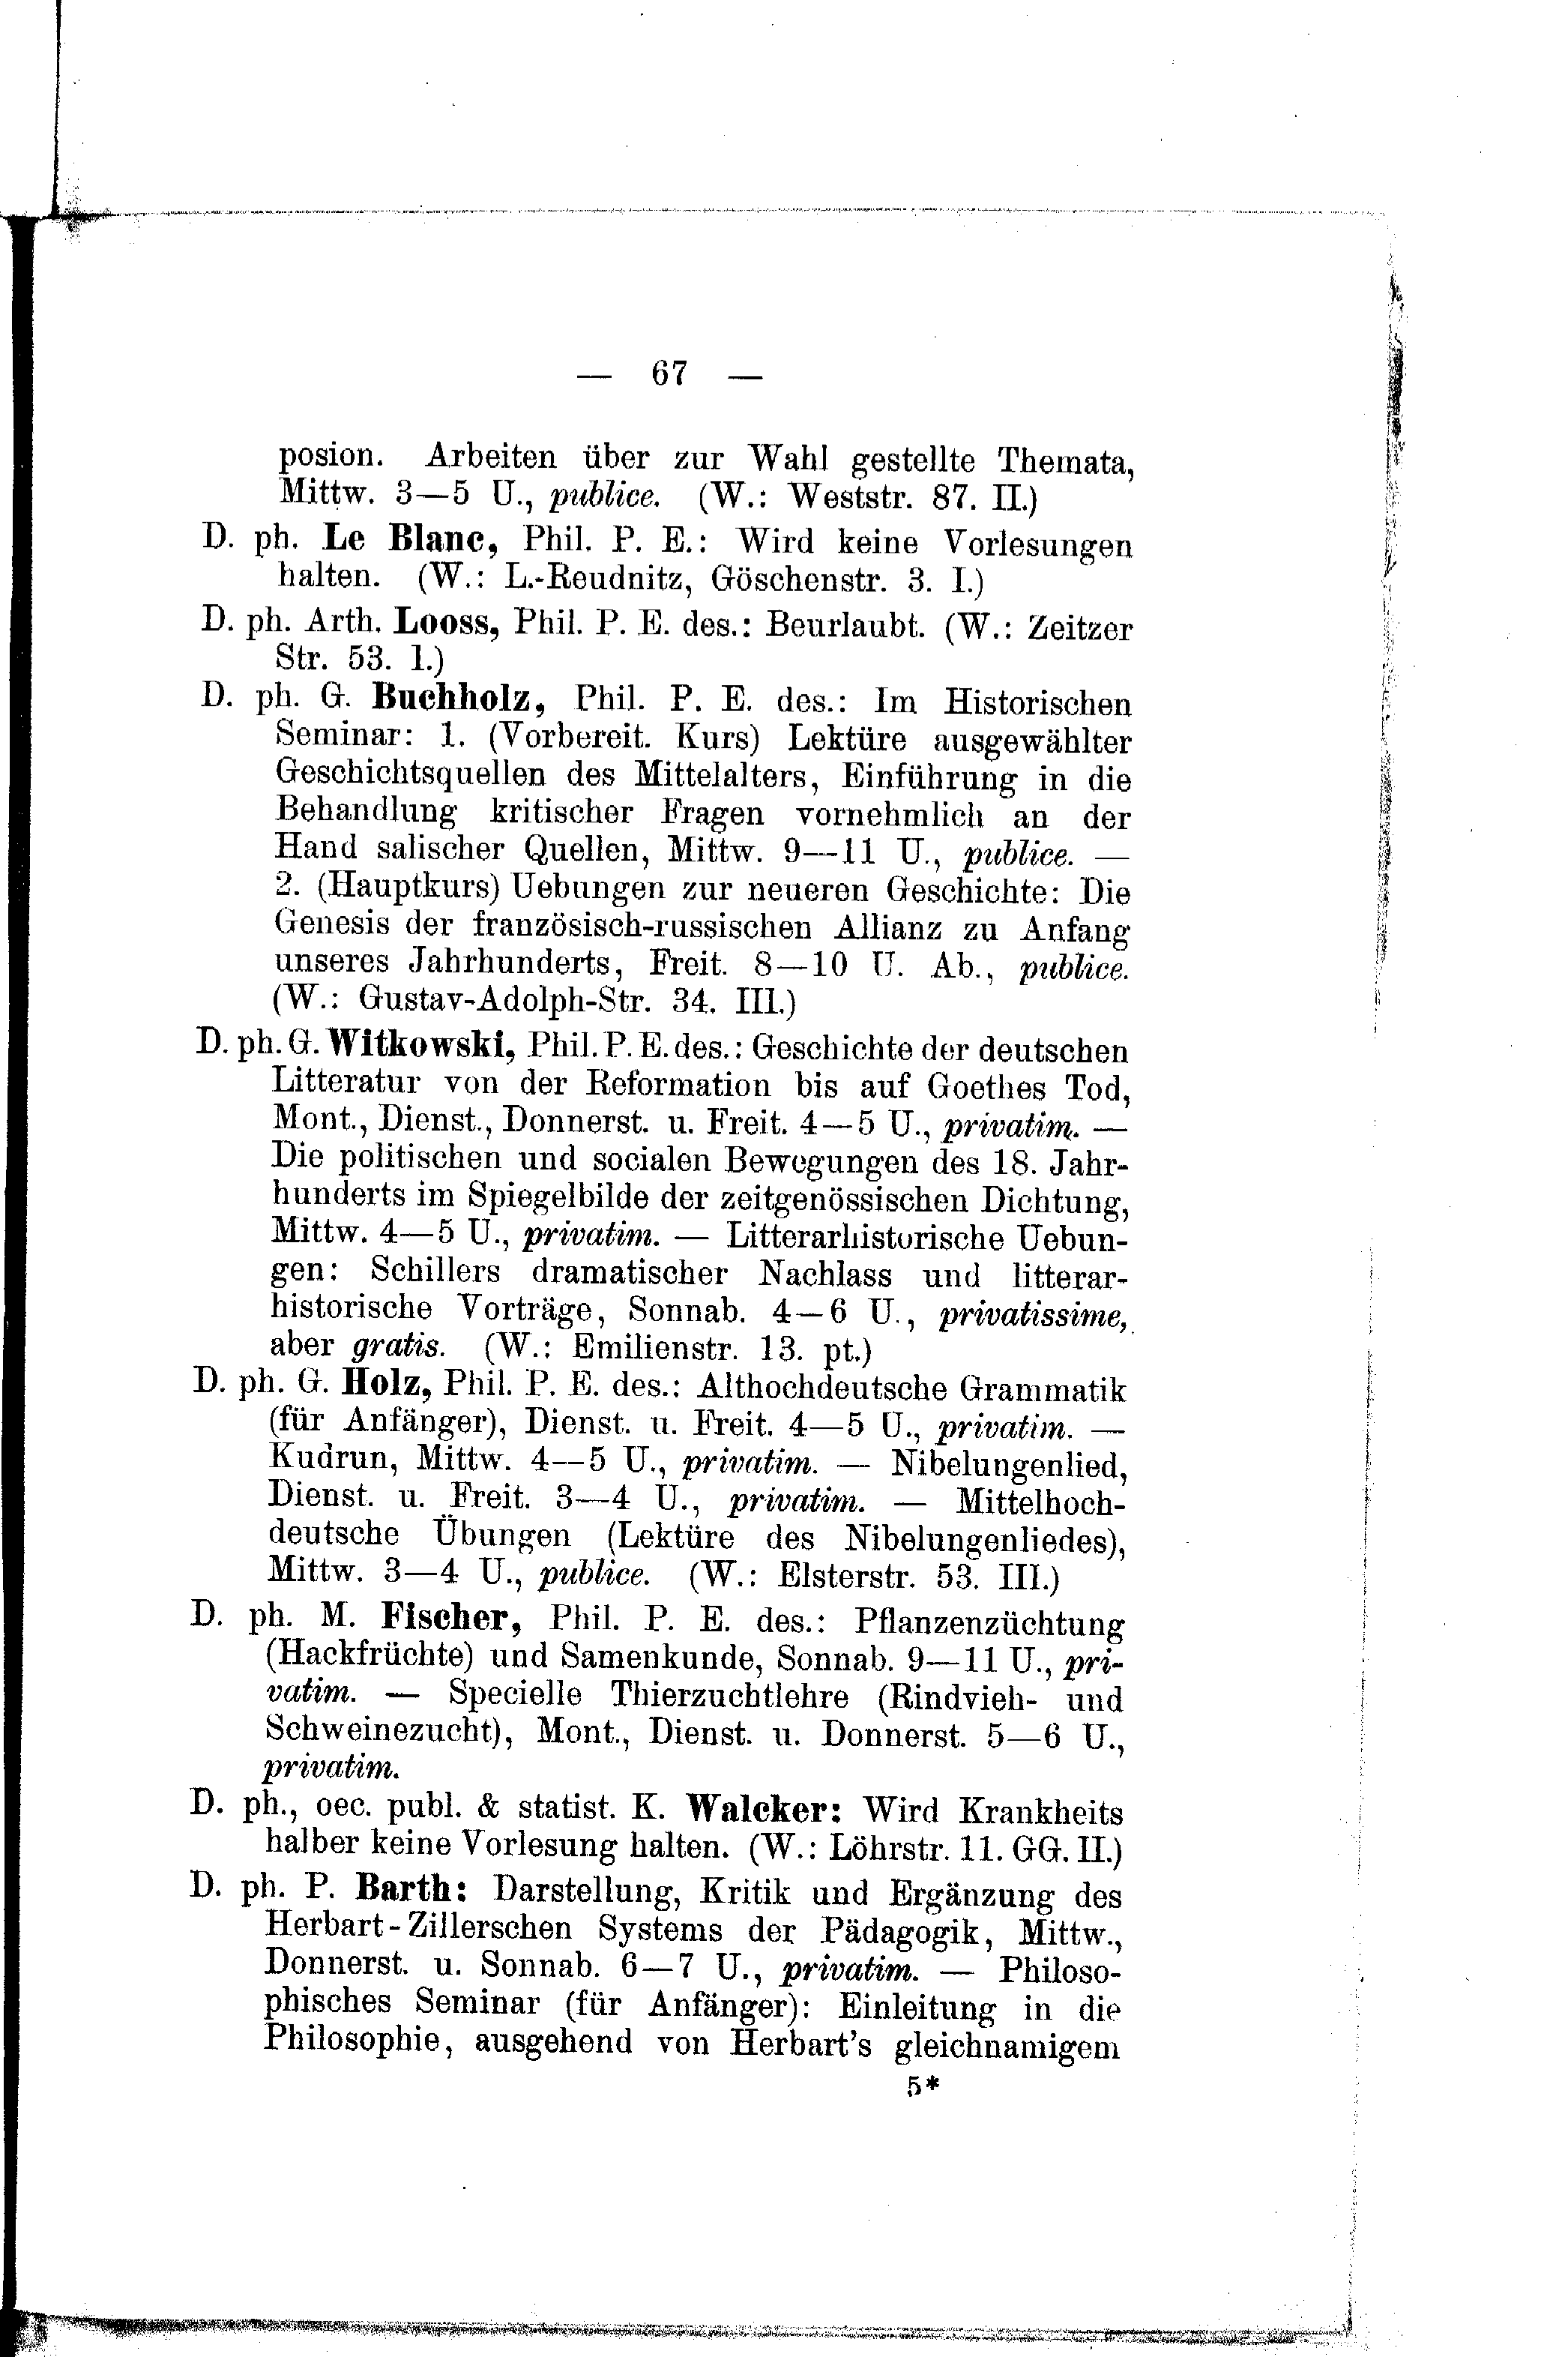 — 67 —
posion. Arbeiten über zur Wahl gestellte Themata,
Mittw. 3—5 U., publice. (W.: Weststr. 87. II.)
D. ph. Le Blanc, Phil. P. E.: Wird keine Vorlesungen
halten. (W.: L.-Reudnitz, Göschenstr. 3. I.)
D. ph. Arth. Looss, Phil. P. E. des.: Beurlaubt. (W.: Zeitzer
Str. 53. I.)
D. ph. G. Buchholz, Phil. P. E. des.: Im Historischen
Seminar: 1. (Vorbereit. Kurs) Lektüre ausgewählter
Geschichtsquellen des Mittelalters, Einführung in die
Behandlung kritischer Fragen vornehmlich an der
Hand salischer Quellen, Mittw. 9—11 U., publice. —
2. (Hauptkurs) Uebungen zur neueren Geschichte: Die
Genesis der französisch-russischen Allianz zu Anfang
unseres Jahrhunderts, Freit. 8—10 U. Ab., publice.
(W.: Gustav-Adolph-Str. 34. III.)
D. ph. G. Witkowski, Phil. P. E. des.: Geschichte der deutschen
Litteratur von der Reformation bis auf Goethes Tod,
Mont., Dienst., Donnerst. u. Freit. 4—5 U., privatim. —
Die politischen und socialen Bewegungen des 18. Jahr-
hunderts im Spiegelbilde der zeitgenössischen Dichtung,
Mittw. 4—5 U., privatim. — Litterarhistorische Uebun-
gen: Schillers dramatischer Nachlass und litterar-
historische Vorträge, Sonnab. 4—6 U., privatissime,
aber gratis. (W.: Emilienstr. 13. pt.)
D. ph. G. Holz, Phil. P. E. des.: Althochdeutsche Grammatik
(für Anfänger), Dienst. u. Freit. 4—5 U., privatim. —
Kudrun, Mittw. 4—5 U., privatim. — Nibelungenlied,
Dienst. u. Freit. 3—4 U., privatim. — Mittelhoch-
deutsche Übungen (Lektüre des Nibelungenliedes),
Mittw. 3—4 U., publice. (W.: Elsterstr. 53. III.)
D. ph. M. Fischer, Phil. P. E. des.: Pflanzenzüchtung
(Hackfrüchte) und Samenkunde, Sonnab. 9—11 U., pri-
vatim. — Specielle Thierzuchtlehre (Rindvieh- und
Schweinezucht), Mont., Dienst. u. Donnerst. 5—6 U.,
privatim.
D. ph., oec. publ. & statist. K. Walcker: Wird Krankheits
halber keine Vorlesung halten. (W.: Löhrstr. 11. GG. II.)
D. ph. P. Barth: Darstellung, Kritik und Ergänzung des
Herbart-Zillerschen Systems der Pädagogik, Mittw.,
Donnerst. u. Sonnab. 6—7 U., privatim. — Philoso-
phisches Seminar (für Anfänger): Einleitung in die
Philosophie, ausgehend von Herbart's gleichnamigem
5*